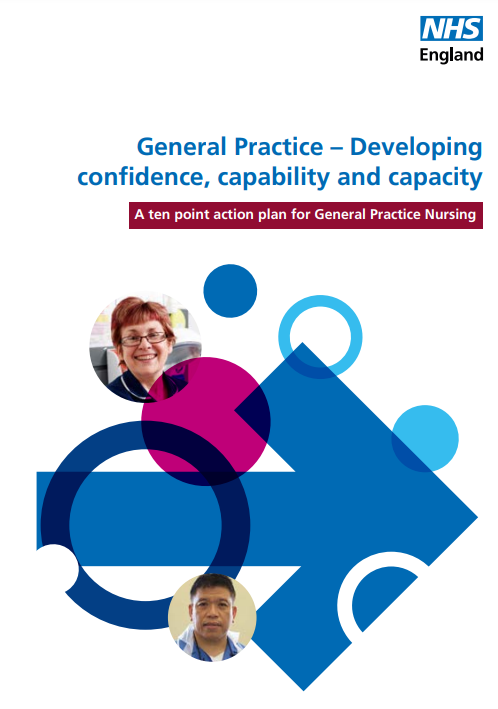 NHS
England
General Practice – Developing
confidence, capability and capacity
A ten point action plan for General Practice Nursing